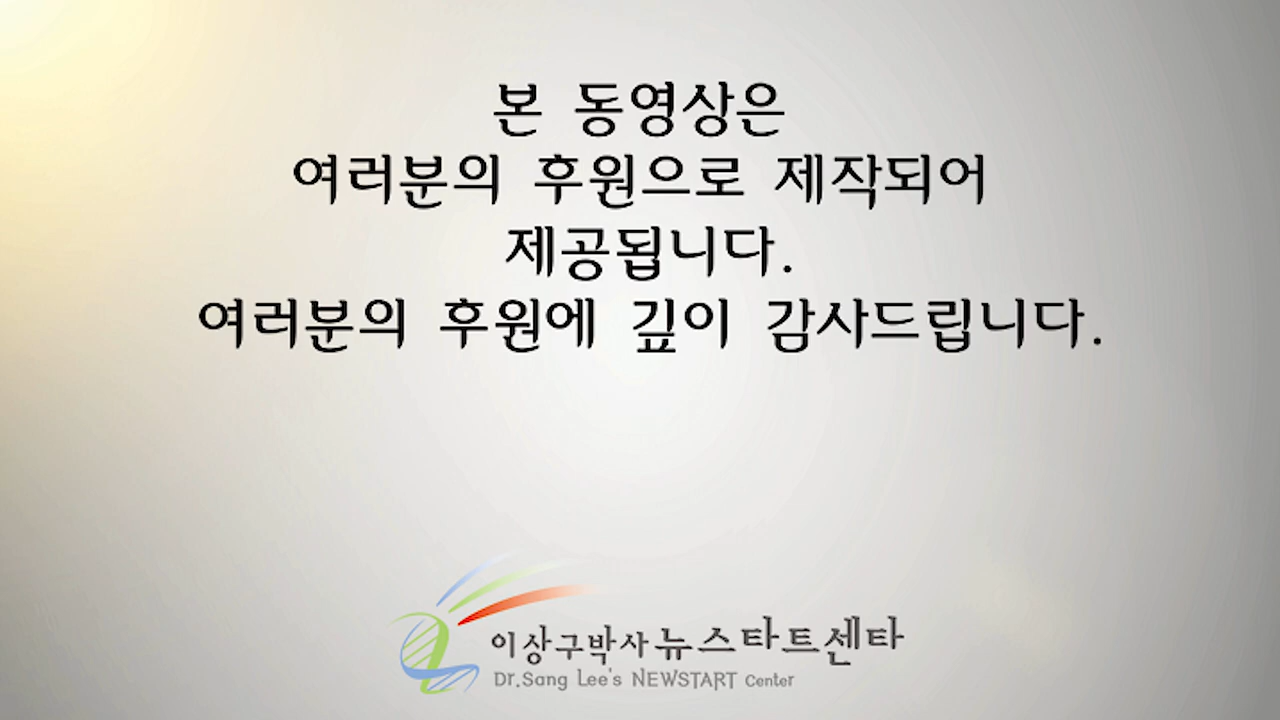 본 동영상은
여러분의 후원으로 제작되어
제공됩니다.
여러분의 후원에 깊이 감사드립니다.
이상구박사 뉴스타트센타
Dr.Sang Lee's NEWSTART Center